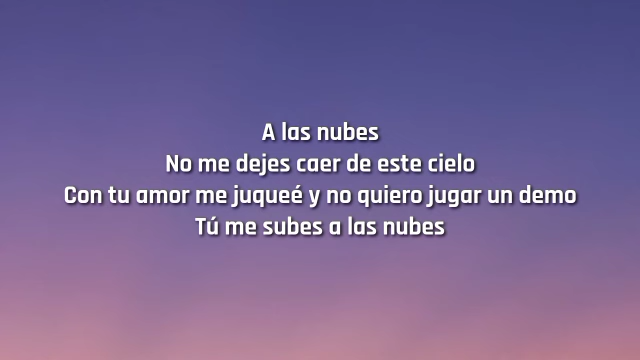 A las nubes
No me dejes caer de este cielo
Con tu amor me juqueé y no quiero jugar un demo
Tú me subes a las nubes